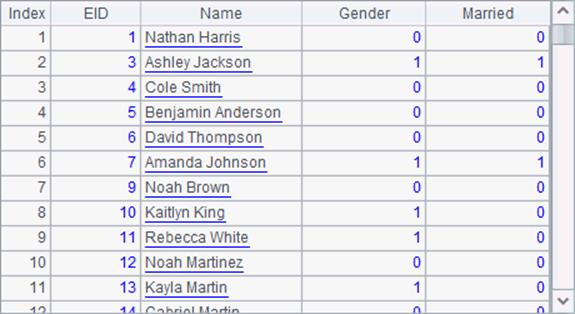 Index EID Name Gender Married
1 1 Nathan Harris 0 0
2 3 Ashley Jackson 1 1
3 4 Cole Smith 0 0
4 5 Benjamin Anderson 0 0
5 6 David Thompson 0 0
6 7 Amanda Johnson 1 1
7 9 Noah Brown 0 0
8 10 Kaitlyn King 1 0
9 11 Rebecca White 1 0
10 12 Noah Martinez 0 0
11 13 Kayla Martin 1 0
12 14 Gabriel Martin 0 0